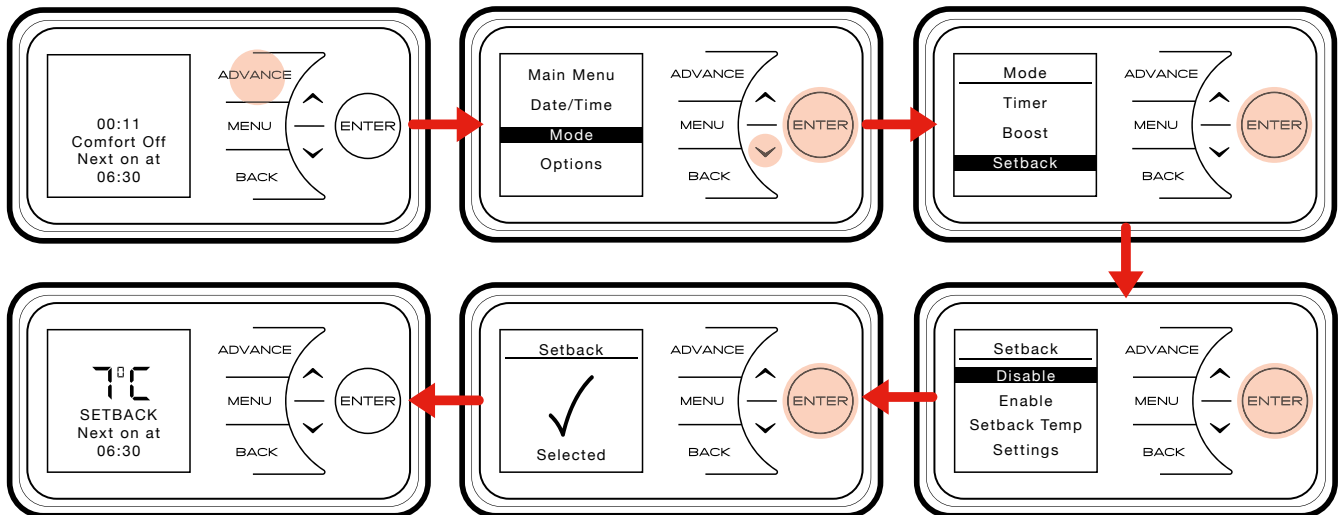 00:11
Comfort Off
Next on at
06:30
ADVANCE
MENU
BACK
ENTER
Main Menu
Date/Time
Mode
Options
ADVANCE
MENU
BACK
ENTER
Mode
Timer
Boost
Setback
ADVANCE
MENU
BACK
ENTER
Setback
Disable
Enable
Setback Temp
Settings
ADVANCE
MENU
BACK
ENTER
Setback
Selected
ADVANCE
MENU
BACK
ENTER
7°C
SETBACK
Next on at
06:30
ADVANCE
MENU
BACK
ENTER